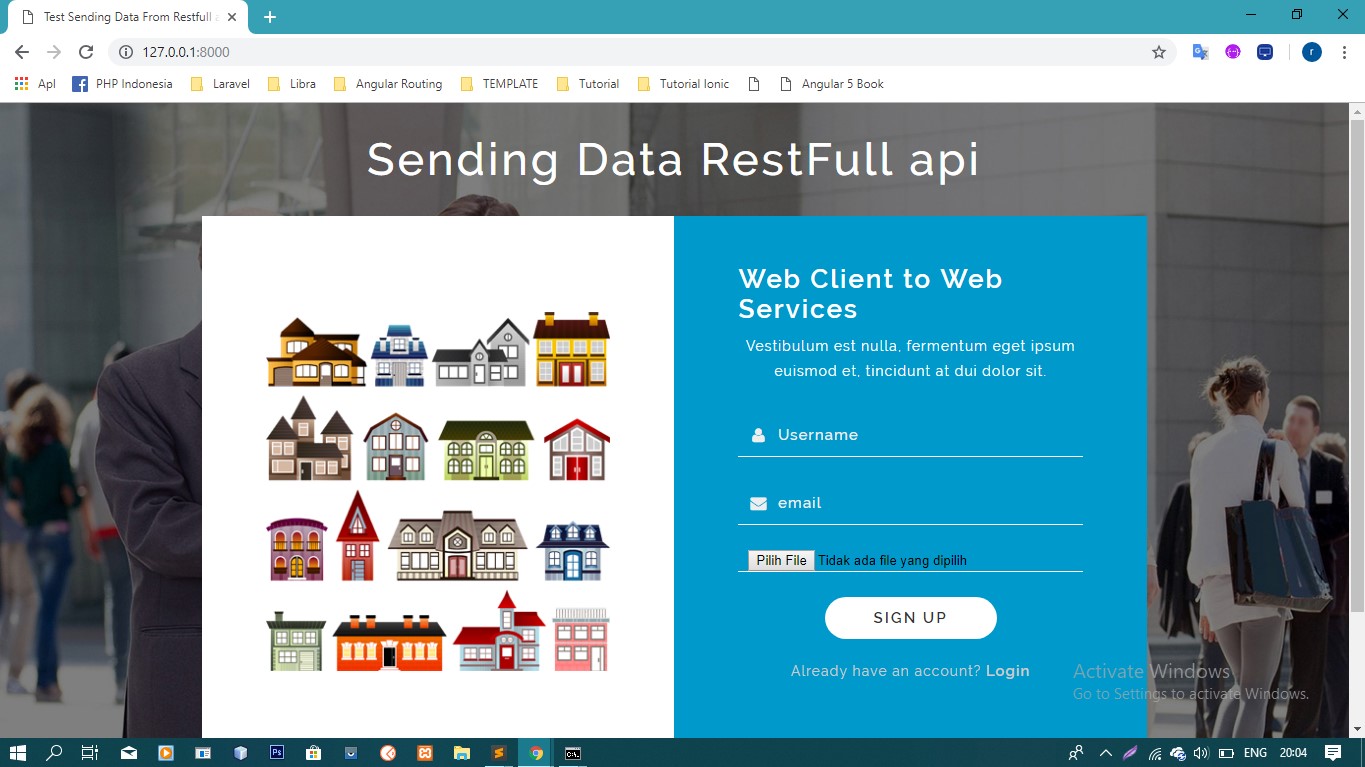 Test Sending Data From Restfull a
127.0.0.1:8000
r
Apl
PHP Indonesia
Laravel
Libra
Angular Routing
TEMPLATE
Tutorial
Tutorial Ionic
Angular 5 Book
Sending Data RestFull api
Web Client to Web
Services
Vestibulum est nulla, fermentum eget ipsum
euismod et, tincidunt at dui dolor sit.
Username
email
Pilih File Tidak ada file yang dipilih
SIGN UP
Already have an account? Login
Activate Windows
Go to Settings to activate Windows.
Ps
ENG
20:04